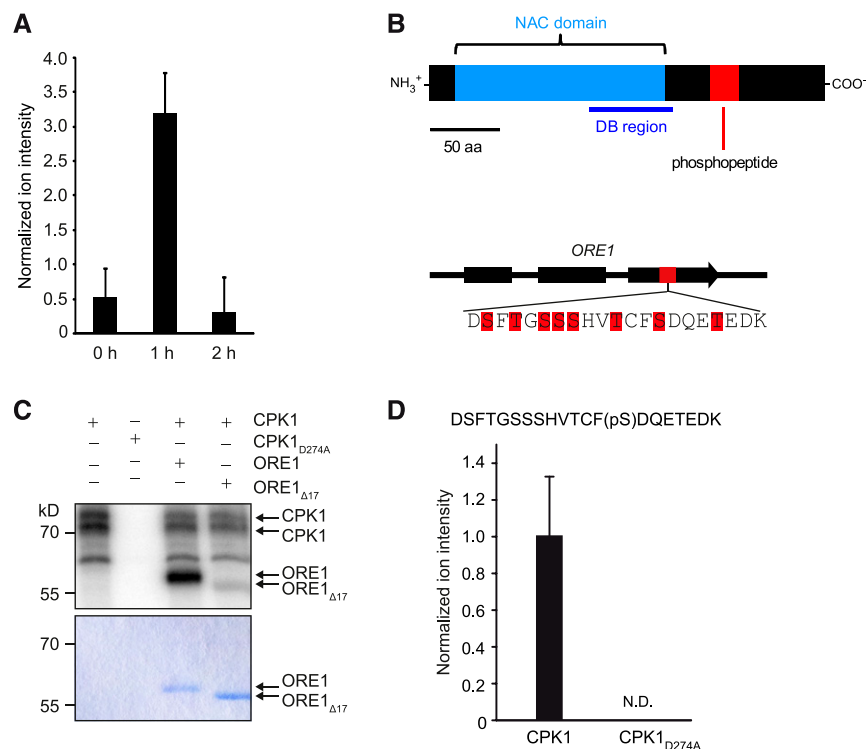 A
Normalized ion intensity
4.0
3.5
3.0
2.5
2.0
1.5
1.0
0.5
0
0 h 1 h 2 h
B
NAC domain
NH3+ COO−
DB region
50 aa
phosphopeptide
ORE1
DSFTGSSSHVTCFSDQETEDK
C
+ – + + CPK1
– + – – CPK1D274A
– – + – ORE1
– – – + ORE1Δ17
kD
70
55
CPK1
CPK1
ORE1
ORE1Δ17
70
55
ORE1
ORE1Δ17
D
DSFTGSSSHVTCF(pS)DQETEDK
Normalized ion intensity
1.4
1.2
1.0
0.8
0.6
0.4
0.2
0
N.D.
CPK1 CPK1D274A